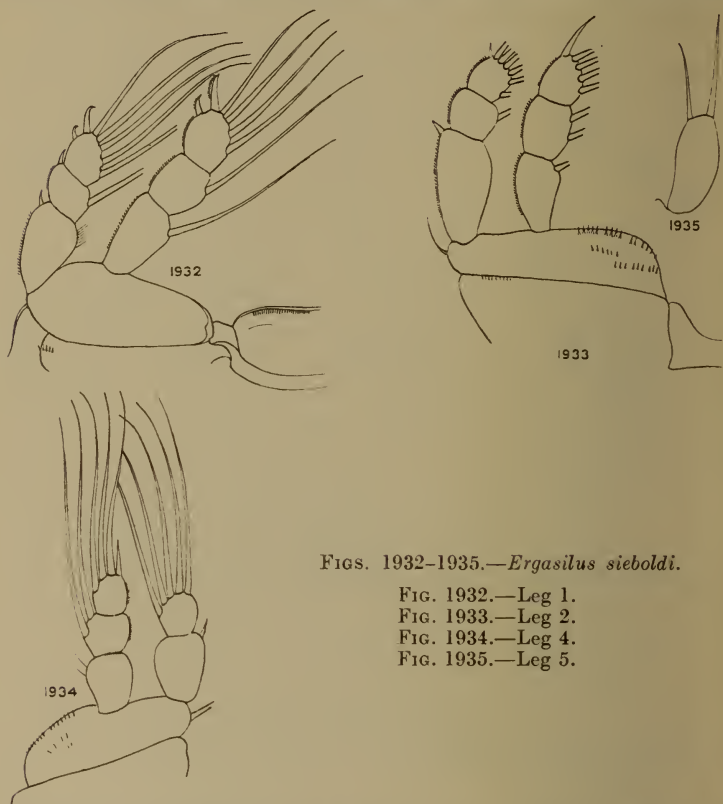 1932
1933
1935
1934
FIGS. 1932–1935.—Ergasilus sieboldi.
FIG. 1932.—Leg 1.
FIG. 1933.—Leg 2.
FIG. 1934.—Leg 4.
FIG. 1935.—Leg 5.